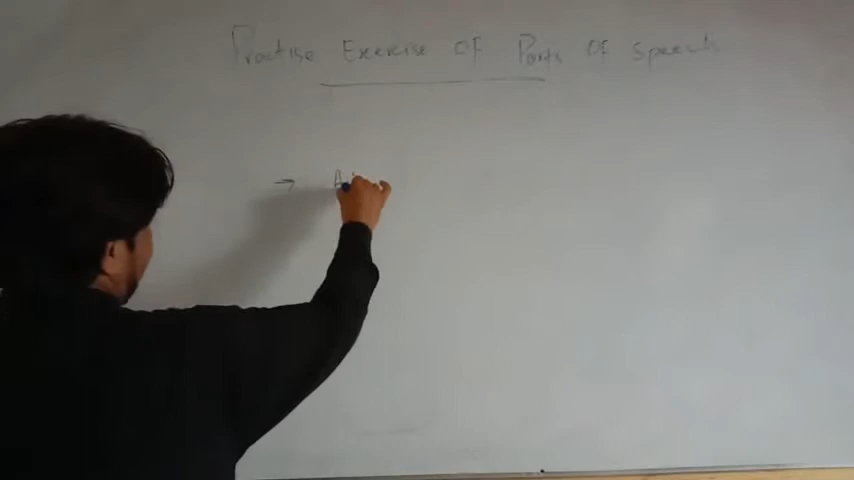 Practise Exercise of Parts of Speech
→ A